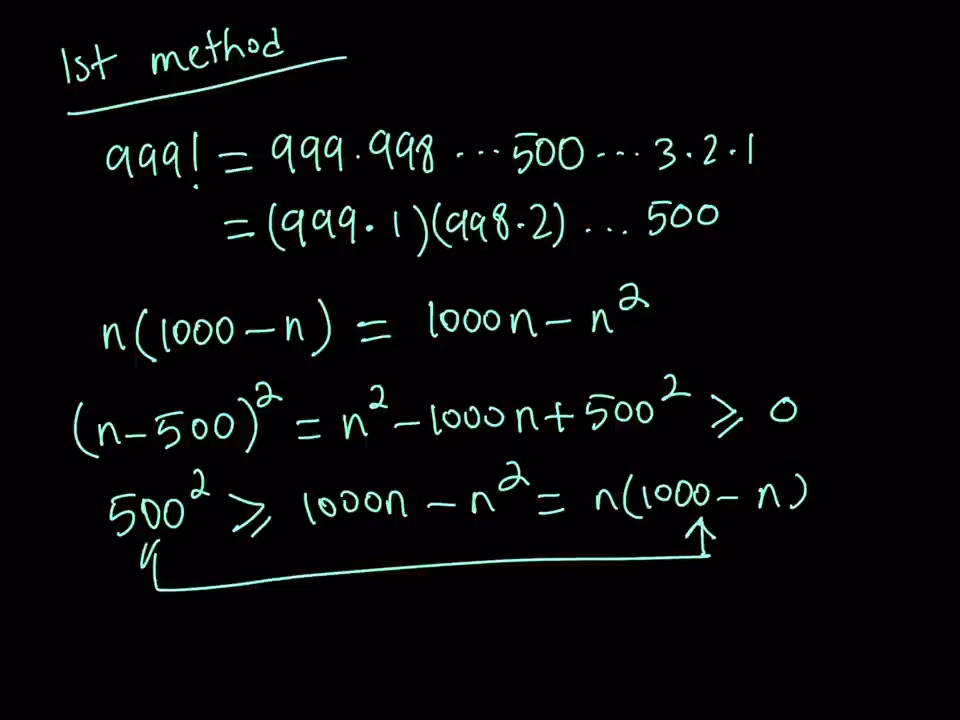 1st method
999! = 999·998 ··· 500 ··· 3·2·1
= (999·1)(998·2) ... 500
n(1000-n) = 1000n - n²
(n-500)² = n² - 1000n + 500² ⩾ 0
500² ⩾ 1000n - n² = n(1000-n)